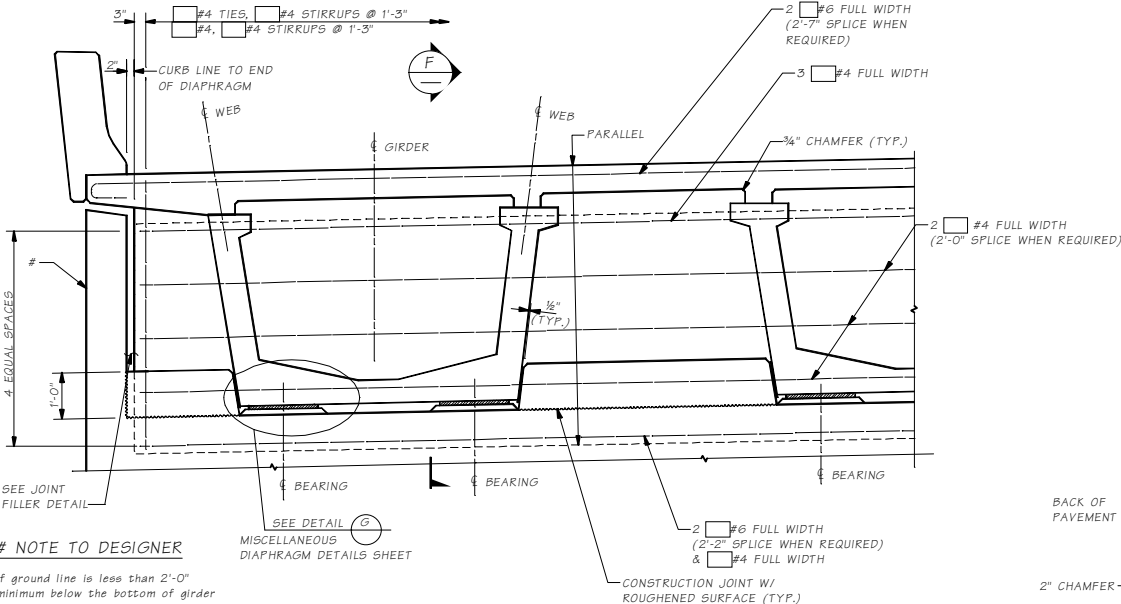 3"
#4 TIES, #4 STIRRUPS @ 1'-3"
#4, #4 STIRRUPS @ 1'-3"
2"
CURB LINE TO END
OF DIAPHRAGM
F
2 #6 FULL WIDTH
(2'-7" SPLICE WHEN
REQUIRED)
3 #4 FULL WIDTH
℄ WEB
℄ GIRDER
℄ WEB
PARALLEL
¾" CHAMFER (TYP.)
2 #4 FULL WIDTH
(2'-0" SPLICE WHEN REQUIRED)
#
4 EQUAL SPACES
1'-0"
½"
(TYP.)
℄ BEARING
℄ BEARING
℄ BEARING
SEE JOINT
FILLER DETAIL
SEE DETAIL G
MISCELLANEOUS
DIAPHRAGM DETAILS SHEET
2 #6 FULL WIDTH
(2'-2" SPLICE WHEN REQUIRED)
& #4 FULL WIDTH
CONSTRUCTION JOINT W/
ROUGHENED SURFACE (TYP.)
BACK OF
PAVEMENT
2" CHAMFER
# NOTE TO DESIGNER
f ground line is less than 2'-0"
minimum below the bottom of girder